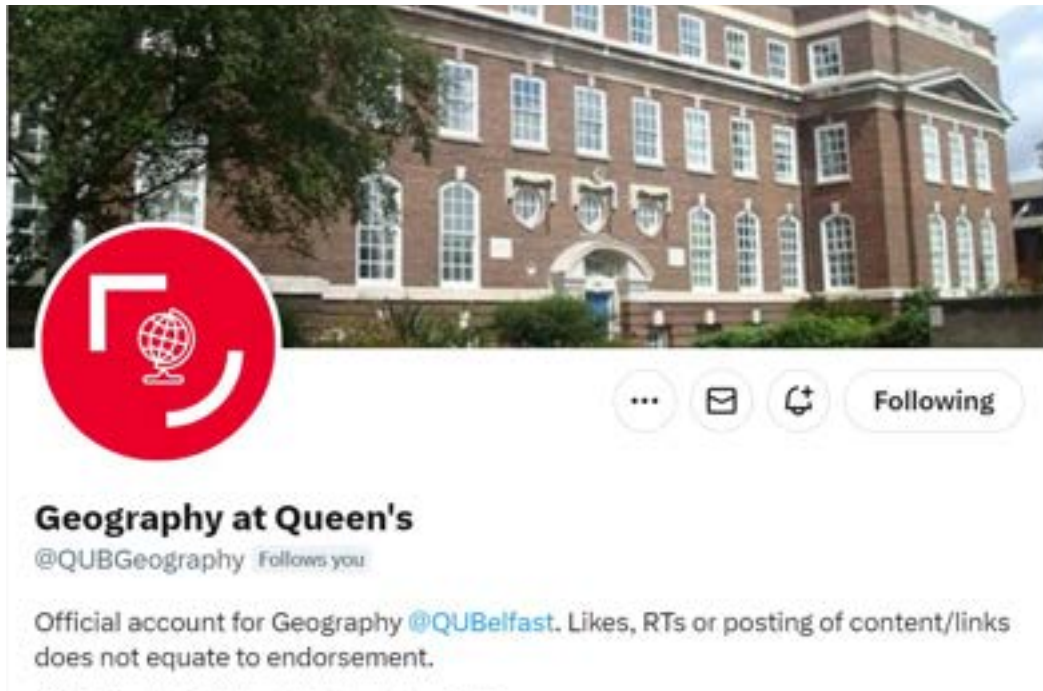 Following
Geography at Queen's
@QUBGeography Follows you
Official account for Geography @QUBelfast. Likes, RTs or posting of content/links
does not equate to endorsement.